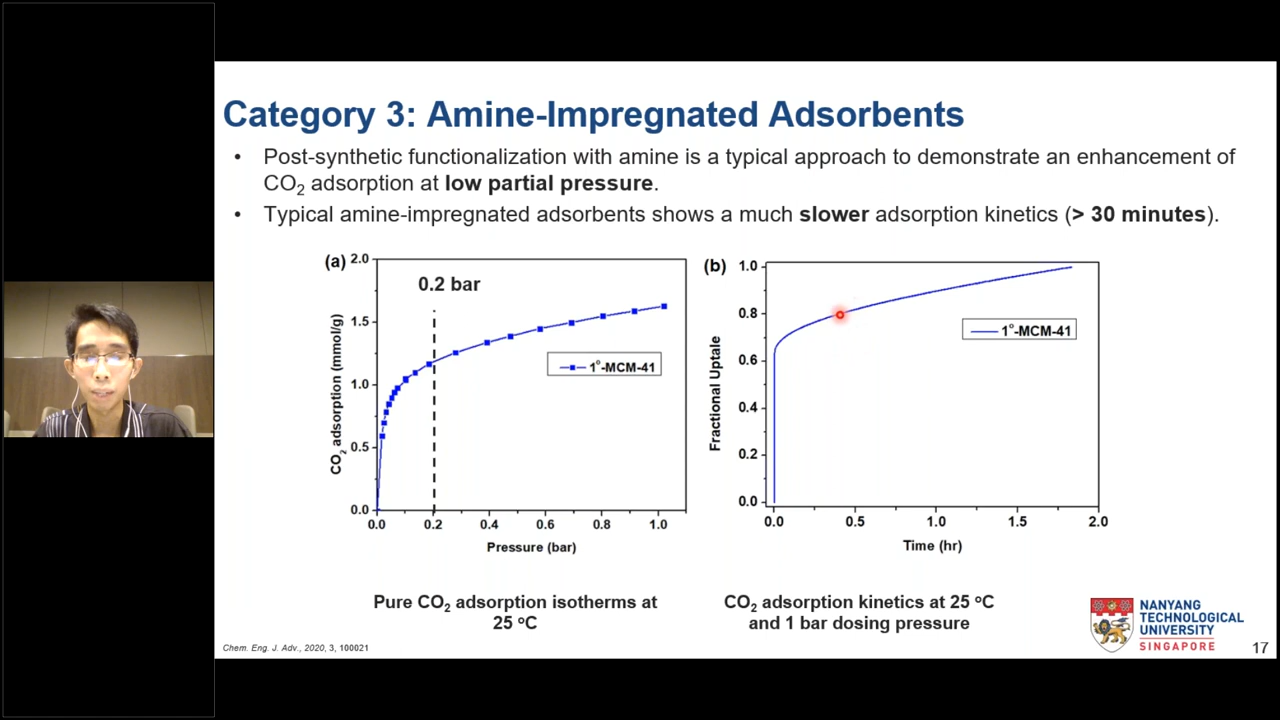 Category 3: Amine-Impregnated Adsorbents
• Post-synthetic functionalization with amine is a typical approach to demonstrate an enhancement of
CO2 adsorption at low partial pressure.
• Typical amine-impregnated adsorbents shows a much slower adsorption kinetics (> 30 minutes).
(a)
2.0
1.5
1.0
0.5
0.0
CO2 adsorption (mmol/g)
0.2 bar
1°-MCM-41
0.0 0.2 0.4 0.6 0.8 1.0
Pressure (bar)
(b)
1.0
0.8
0.6
0.4
0.2
0.0
Fractional Uptale
1°-MCM-41
0.0 0.5 1.0 1.5 2.0
Time (hr)
Pure CO2 adsorption isotherms at
25 °C
CO2 adsorption kinetics at 25 °C
and 1 bar dosing pressure
NANYANG
TECHNOLOGICAL
UNIVERSITY
SINGAPORE
Chem. Eng. J. Adv., 2020, 3, 100021
17